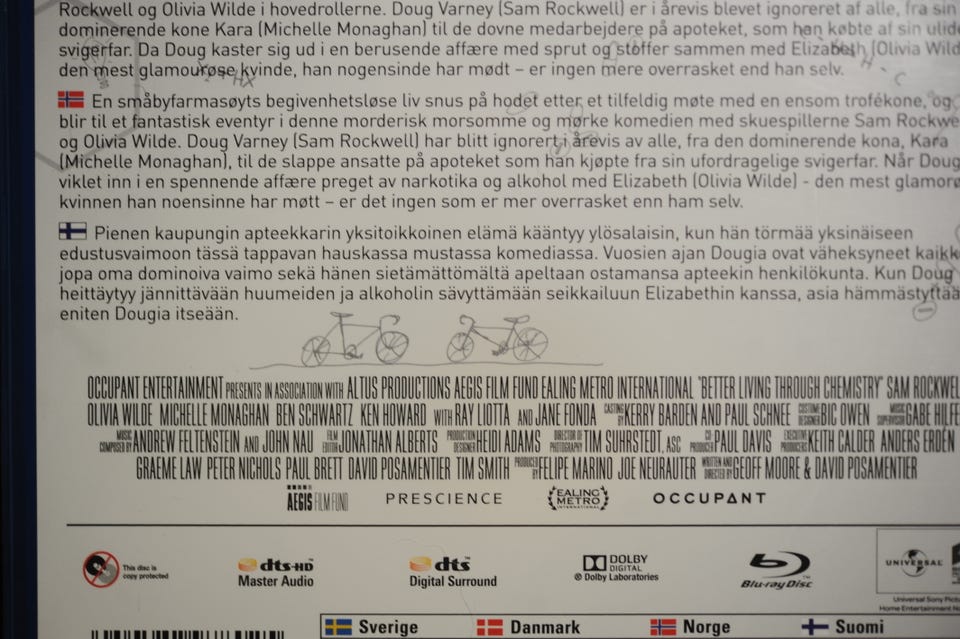 Rockwell og Olivia Wilde i hovedrollerne. Doug Varney (Sam Rockwell) er i årevis blevet ignoreret af alle, fra sin
dominerende kone Kara (Michelle Monaghan) til de dovne medarbejdere på apoteket, som han købte af sin
svigerfar. Da Doug kaster sig ud i en berusende affære med sprut og stoffer sammen med Elizabeth (Olivia
den mest glamourøse kvinde, han nogensinde har mødt – er ingen mere overrasket end han selv.
HX
H - C
En småbyfarmasøyts begivenhetsløse liv snus på hodet etter et tilfeldig møte med en ensom trofékone, og
blir til et fantastisk eventyr i denne morderisk morsomme og mørke komedien med skuespillerne Sam
og Olivia Wilde. Doug Varney (Sam Rockwell) har blitt ignorert i årevis av alle, fra den dominerende kona, Kara
(Michelle Monaghan), til de slappe ansatte på apoteket som han kjøpte fra sin ufordragelige svigerfar. Når Doug
viklet inn i en spennende affære preget av narkotika og alkohol med Elizabeth (Olivia Wilde) - den mest
kvinnen han noensinne har møtt – er det ingen som er mer overrasket enn ham selv.
Pienen kaupungin apteekkarin yksitoikkoinen elämä kääntyy ylösalaisin, kun hän törmää yksinäiseen
edustusvaimoon tässä tappavan hauskassa mustassa komediassa. Vuosien ajan Dougia ovat väheksyneet
jopa oma dominoiva vaimo sekä hänen sietämättömältä apeltaan ostamansa apteekin henkilökunta. Kun Doug
heittäytyy jännittävään huumeiden ja alkoholin sävyttämään seikkailuun Elizabethin kanssa, asia hämmästyttää
eniten Dougia itseään.
OCCUPANT ENTERTAINMENT PRESENTS IN ASSOCIATION WITH ALTUS PRODUCTIONS AEGIS FILM FUND EALING METRO INTERNATIONAL "BETTER LIVING THROUGH CHEMISTRY" SAM
OLIVIA WILDE MICHELLE MONAGHAN BEN SCHWARTZ KEN HOWARD WITH RAY LIOTTA AND JANE FONDA CASTING BY KERRY BARDEN AND PAUL SCHNEE COSTUME DESIGNER ERIC OWEN MUSIC SUPERVISOR GABE
MUSIC COMPOSED BY ANDREW FELTENSTEIN AND JOHN NAU FILM EDITOR JONATHAN ALBERTS PRODUCTION DESIGNER HEIDI ADAMS DIRECTOR OF PHOTOGRAPHY TIM SUHRSTEDT, ASC CO-PRODUCER PAUL DAVIS EXECUTIVE PRODUCERS KEITH CALDER ANDERS ERDÉN
GRAEME LAW PETER NICHOLS PAUL BRETT DAVID POSAMENTIER TIM SMITH PRODUCED BY FELIPE MARINO JOE NEURAUTER WRITTEN AND DIRECTED BY GEOFF MOORE & DAVID POSAMENTIER
AEGIS FILM FUND PRESCIENCE EALING METRO INTERNATIONAL OCCUPANT
This disc is
copy protected
dts-HD
Master Audio
dts
Digital Surround
DOLBY
DIGITAL
® Dolby Laboratories
Blu-ray Disc
UNIVERSAL
Universal Sony
Home Entertainment
Sverige Danmark Norge Suomi